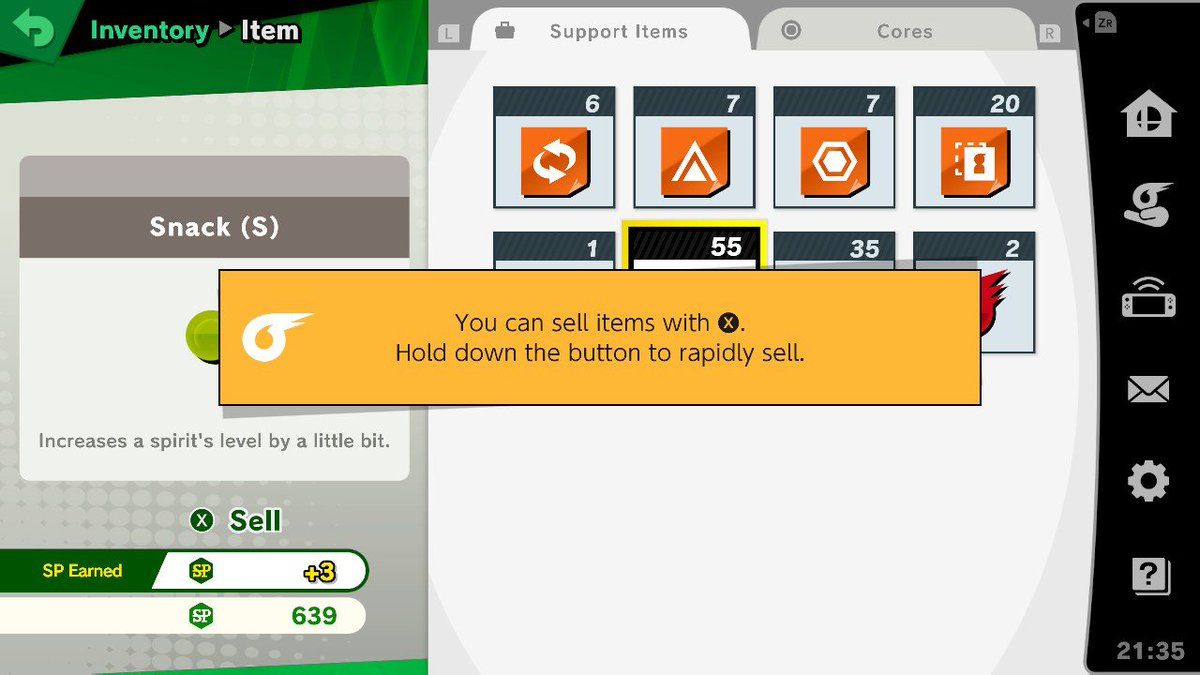 Inventory ▶ Item
L
Support Items
Cores
R
ZR
6
7
7
20
Snack (S)
1
55
35
2
You can sell items with X.
Hold down the button to rapidly sell.
Increases a spirit's level by a little bit.
X Sell
SP Earned SP +3
SP 639
?
21:35